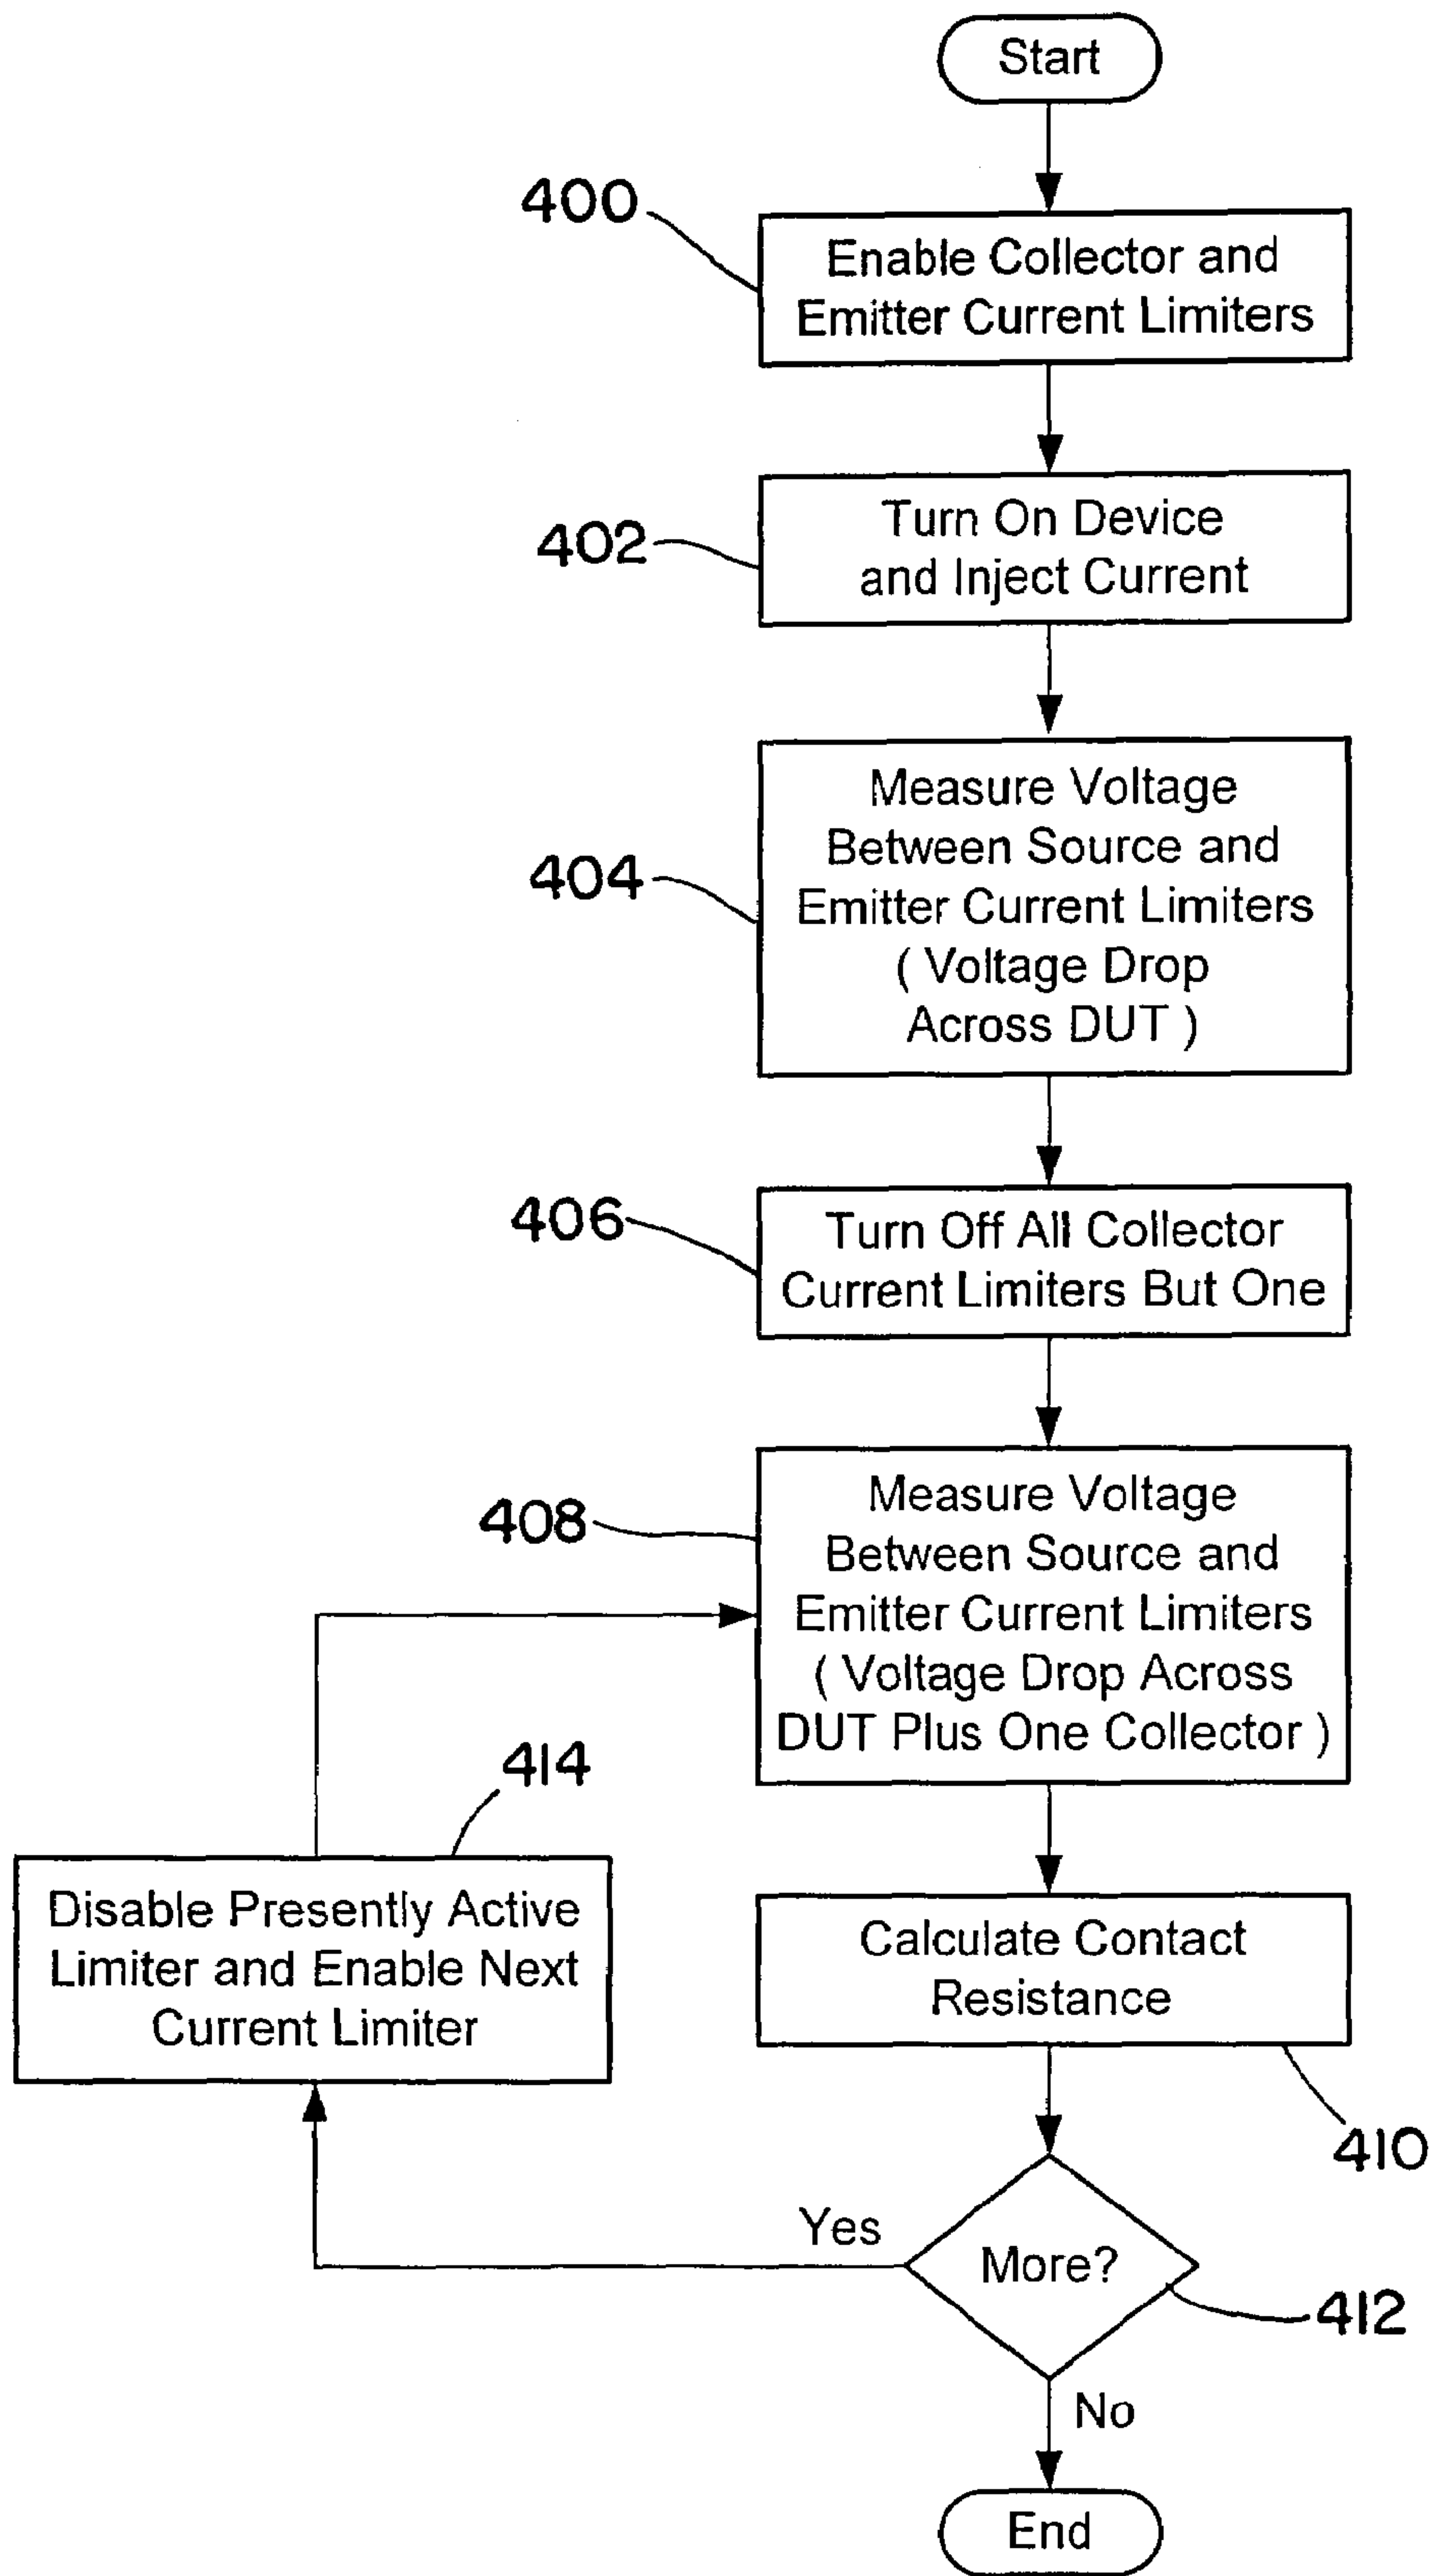 Start
400
Enable Collector and
Emitter Current Limiters
402
Turn On Device
and Inject Current
404
Measure Voltage
Between Source and
Emitter Current Limiters
( Voltage Drop
Across DUT )
406
Turn Off All Collector
Current Limiters But One
408
Measure Voltage
Between Source and
Emitter Current Limiters
( Voltage Drop Across
DUT Plus One Collector )
414
Disable Presently Active
Limiter and Enable Next
Current Limiter
Calculate Contact
Resistance
410
Yes
More?
412
No
End